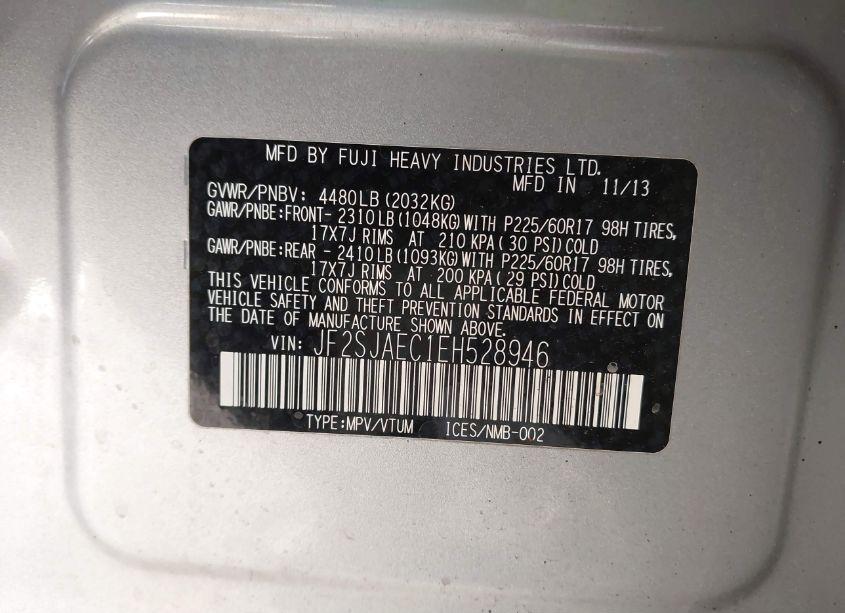 MFD BY FUJI HEAVY INDUSTRIES LTD.
MFD IN 11/13
GVWR/PNBV: 4480LB (2032KG)
GAWR/PNBE:FRONT- 2310LB (1048KG) WITH P225/60R17 98H TIRES,
17X7J RIMS AT 210 KPA ( 30 PSI) COLD
GAWR/PNBE:REAR - 2410LB (1093KG) WITH P225/60R17 98H TIRES,
17X7J RIMS AT 200 KPA ( 29 PSI) COLD
THIS VEHICLE CONFORMS TO ALL APPLICABLE FEDERAL MOTOR
VEHICLE SAFETY AND THEFT PREVENTION STANDARDS IN EFFECT ON
THE DATE OF MANUFACTURE SHOWN ABOVE.
VIN: JF2SJAEC1EH528946
TYPE:MPV/VTUM ICES/NMB-002